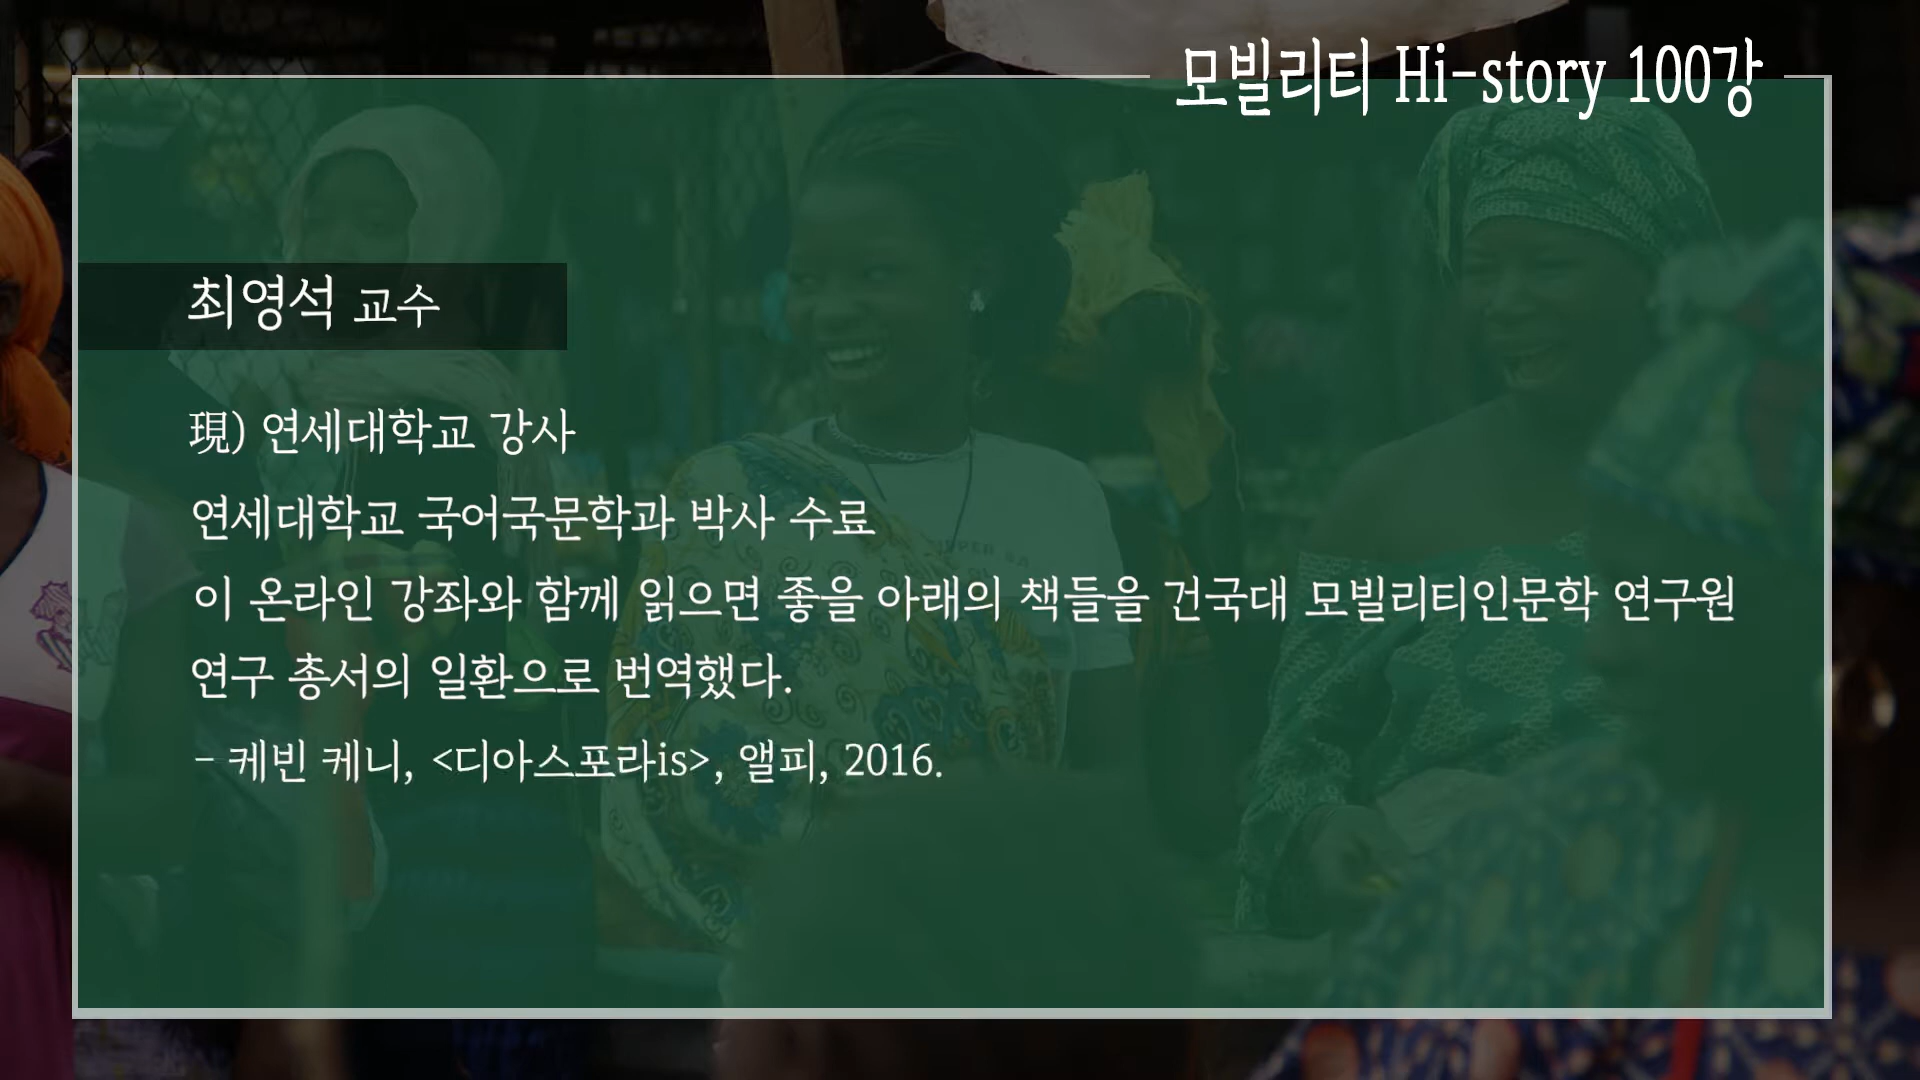 모빌리티 Hi-story 100강
최영석 교수
現) 연세대학교 강사
연세대학교 국어국문학과 박사 수료
이 온라인 강좌와 함께 읽으면 좋을 아래의 책들을 건국대 모빌리티인문학 연구원
연구 총서의 일환으로 번역했다.
- 케빈 케니, <디아스포라is>, 앨피, 2016.